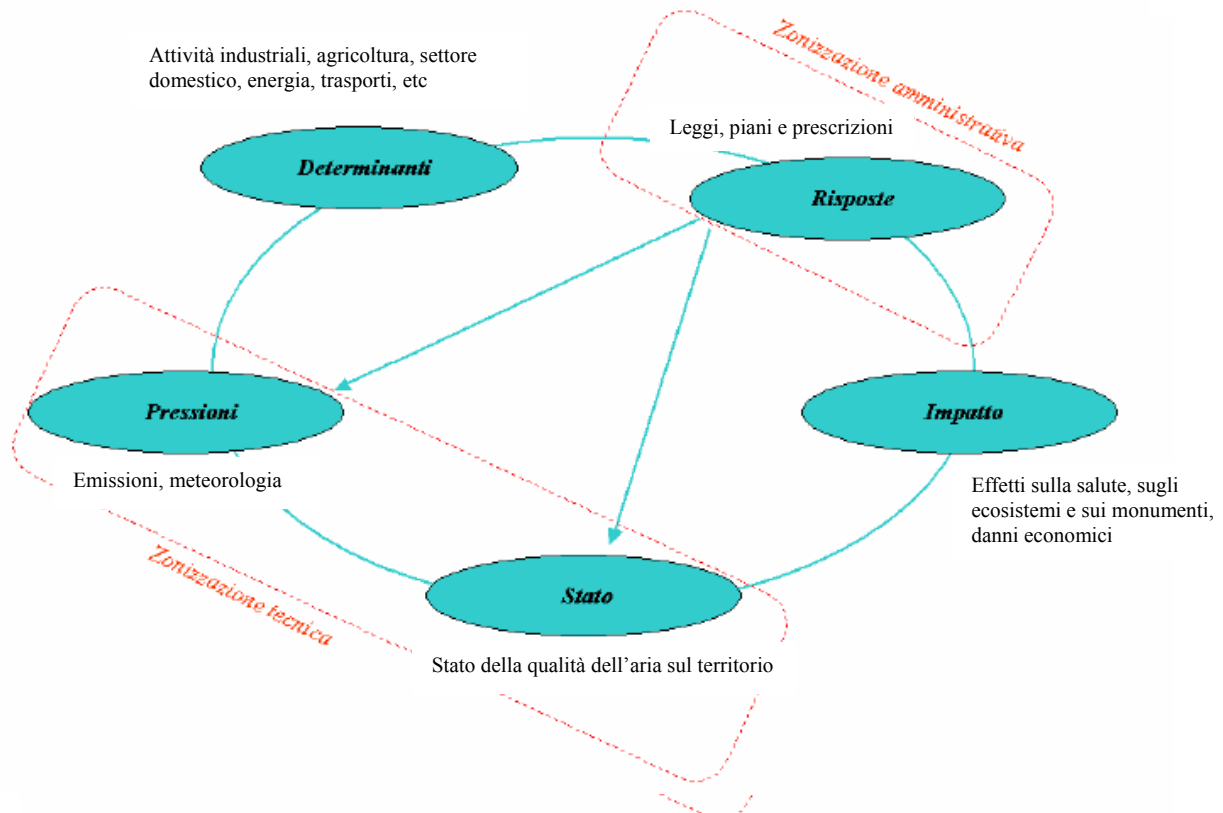 Attività industriali, agricoltura, settore
domestico, energia, trasporti, etc
Zonizzazione amministrativa
Leggi, piani e prescrizioni
Determinanti
Risposte
Pressioni
Impatto
Emissioni, meteorologia
Effetti sulla salute, sugli
ecosistemi e sui monumenti,
danni economici
Zonizzazione tecnica
Stato
Stato della qualità dell’aria sul territorio